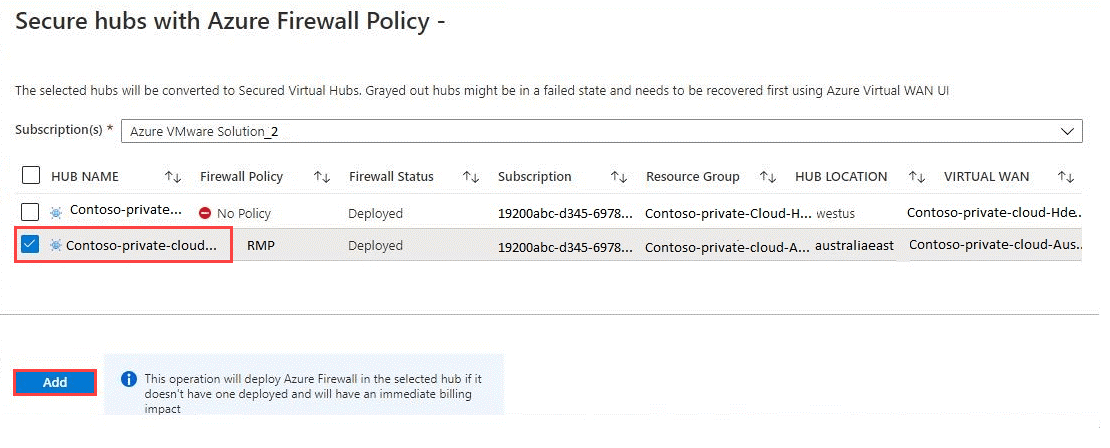 Secure hubs with Azure Firewall Policy -
The selected hubs will be converted to Secured Virtual Hubs. Grayed out hubs might be in a failed state and needs to be recovered first using Azure Virtual WAN UI
Subscription(s) * Azure VMware Solution_2
HUB NAME ↑↓ Firewall Policy ↑↓ Firewall Status ↑↓ Subscription ↑↓ Resource Group ↑↓ HUB LOCATION ↑↓ VIRTUAL WAN ↑↓
Contoso-private... No Policy Deployed 19200abc-d345-6978... Contoso-private-Cloud-H... westus Contoso-private-cloud-Hde...
Contoso-private-cloud... RMP Deployed 19200abc-d345-6978... Contoso-private-cloud-A... australiaeast Contoso-private-cloud-Aus...
Add
This operation will deploy Azure Firewall in the selected hub if it
doesn't have one deployed and will have an immediate billing
impact